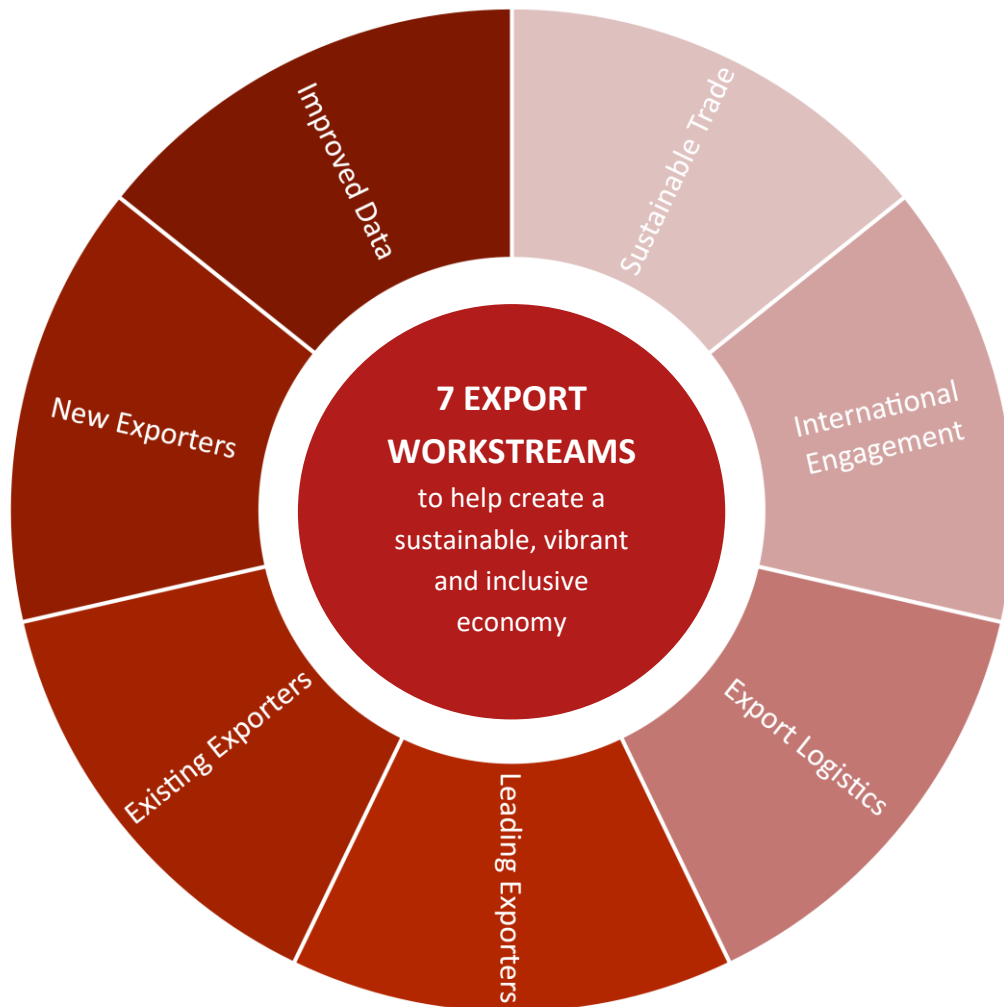 7 EXPORT
WORKSTREAMS
to help create a
sustainable, vibrant
and inclusive
economy
Sustainable Trade
International
Engagement
Export Logistics
Leading Exporters
Existing Exporters
New Exporters
Improved Data